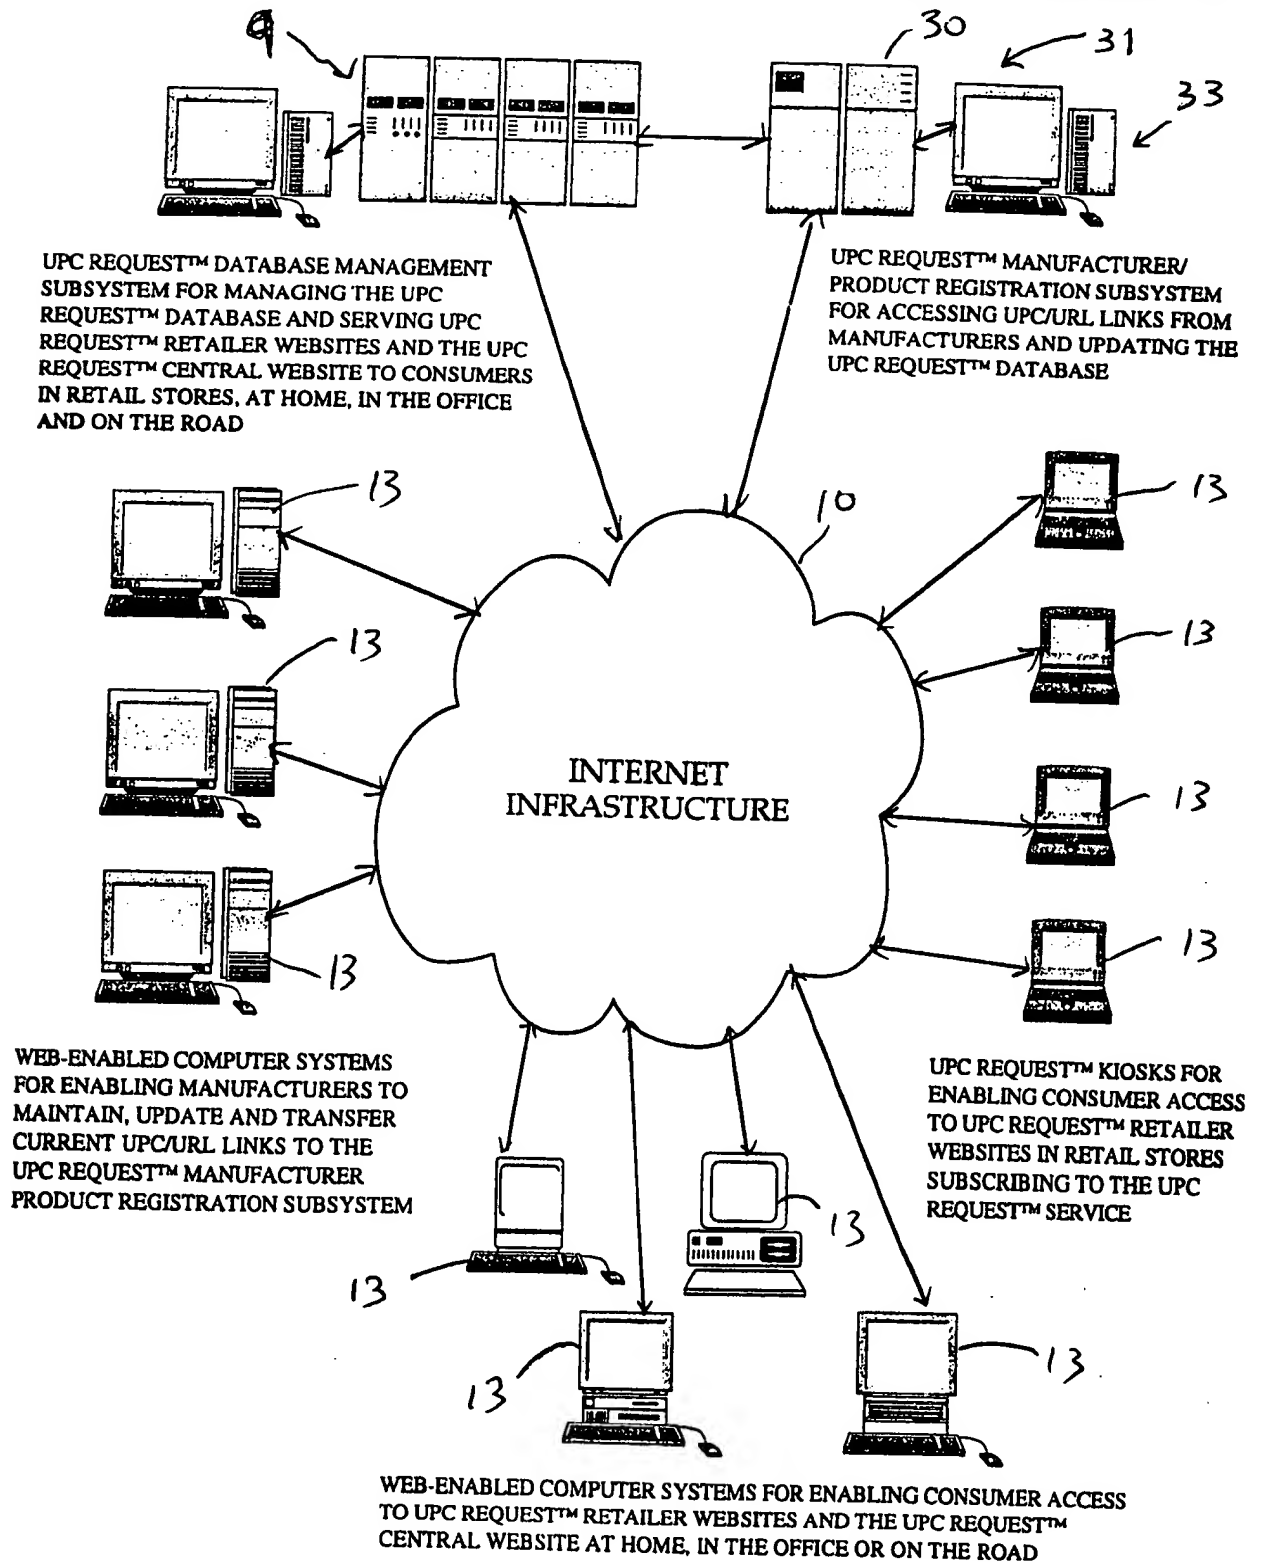 9
30
31
33
UPC REQUEST™ DATABASE MANAGEMENT
SUBSYSTEM FOR MANAGING THE UPC
REQUEST™ DATABASE AND SERVING UPC
REQUEST™ RETAILER WEBSITES AND THE UPC
REQUEST™ CENTRAL WEBSITE TO CONSUMERS
IN RETAIL STORES, AT HOME, IN THE OFFICE
AND ON THE ROAD
UPC REQUEST™ MANUFACTURER/
PRODUCT REGISTRATION SUBSYSTEM
FOR ACCESSING UPC/URL LINKS FROM
MANUFACTURERS AND UPDATING THE
UPC REQUEST™ DATABASE
13
13
10
13
13
INTERNET
INFRASTRUCTURE
13
13
13
WEB-ENABLED COMPUTER SYSTEMS
FOR ENABLING MANUFACTURERS TO
MAINTAIN, UPDATE AND TRANSFER
CURRENT UPC/URL LINKS TO THE
UPC REQUEST™ MANUFACTURER
PRODUCT REGISTRATION SUBSYSTEM
UPC REQUEST™ KIOSKS FOR
ENABLING CONSUMER ACCESS
TO UPC REQUEST™ RETAILER
WEBSITES IN RETAIL STORES
SUBSCRIBING TO THE UPC
REQUEST™ SERVICE
13
13
13
13
WEB-ENABLED COMPUTER SYSTEMS FOR ENABLING CONSUMER ACCESS
TO UPC REQUEST™ RETAILER WEBSITES AND THE UPC REQUEST™
CENTRAL WEBSITE AT HOME, IN THE OFFICE OR ON THE ROAD